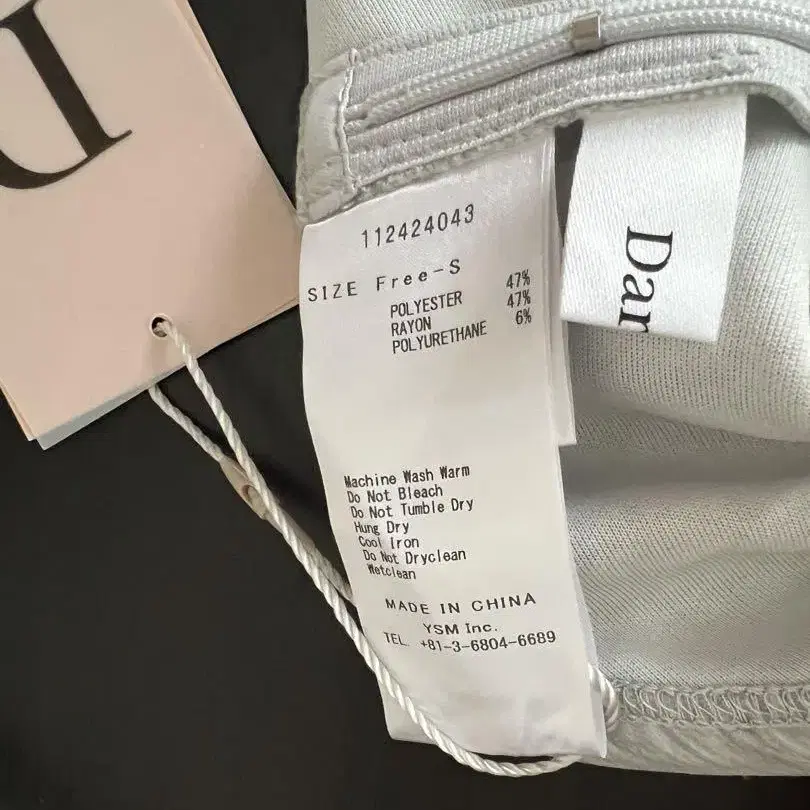 D
112424043
SIZE Free-S
POLYESTER 47%
RAYON 47%
POLYURETHANE 6%
Dar
Machine Wash Warm
Do Not Bleach
Do Not Tumble Dry
Hung Dry
Cool Iron
Do Not Dryclean
Wetclean
MADE IN CHINA
YSM Inc.
TEL. +81-3-6804-6689